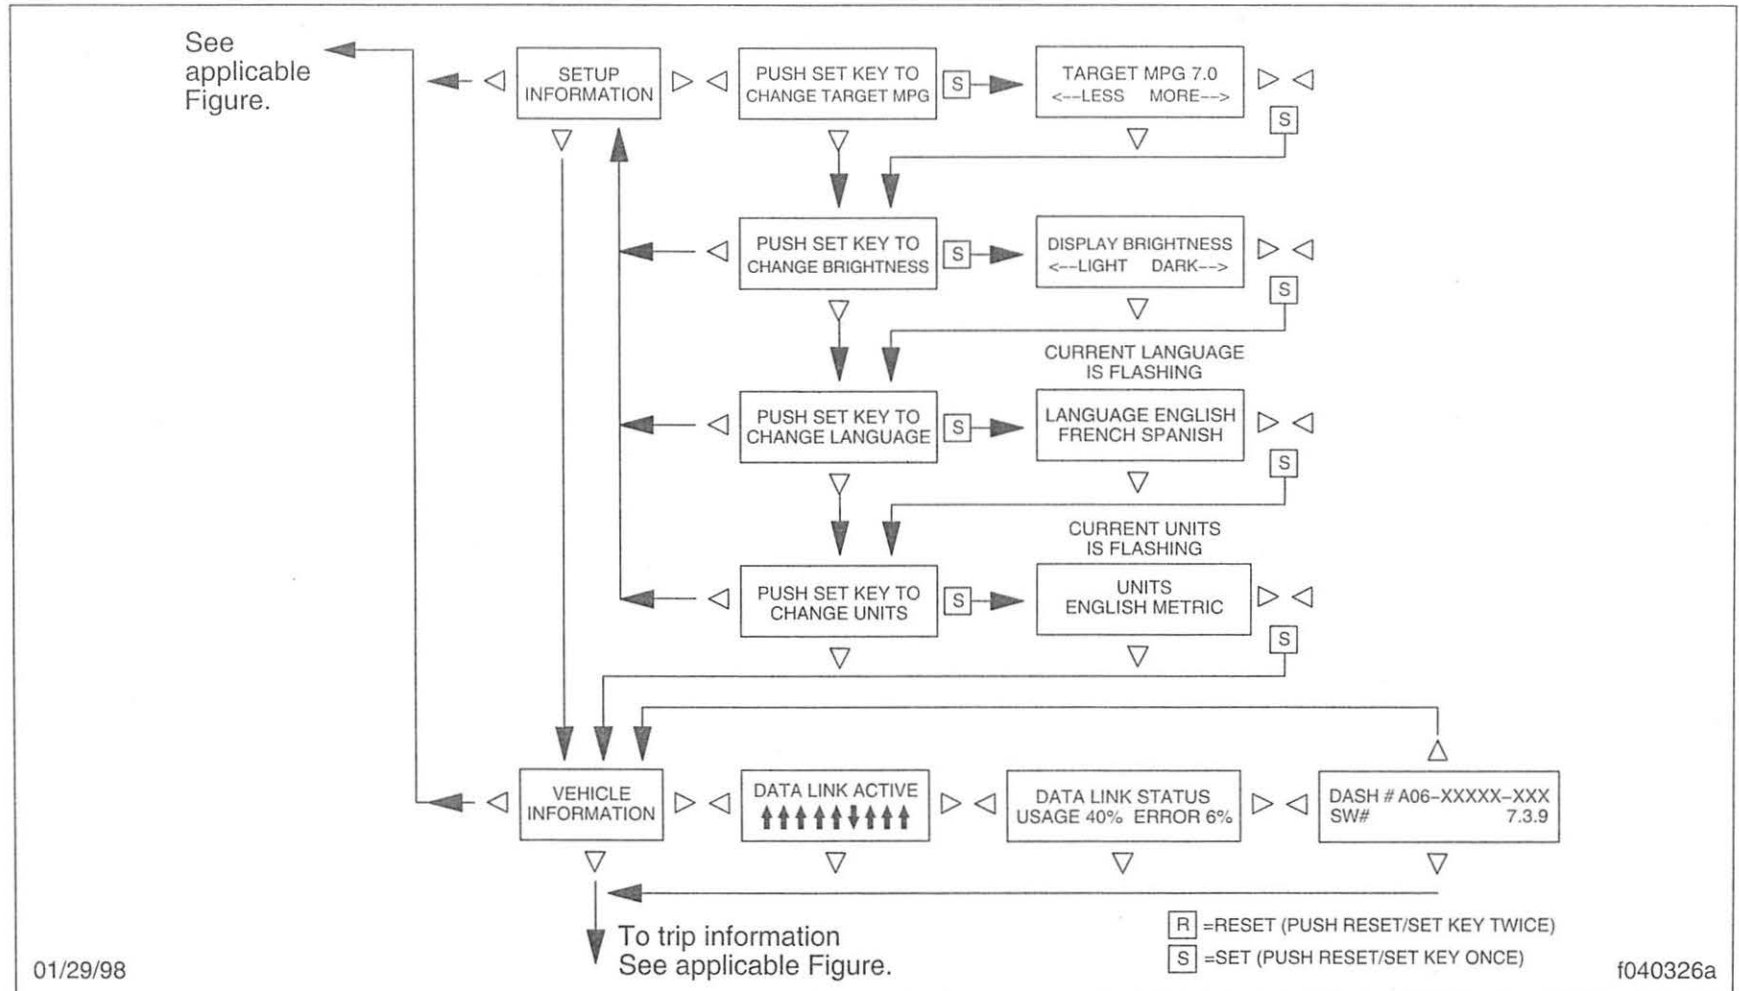 See
applicable
Figure.
SETUP
INFORMATION
PUSH SET KEY TO
CHANGE TARGET MPG
S
TARGET MPG 7.0
<--LESS MORE-->
S
PUSH SET KEY TO
CHANGE BRIGHTNESS
S
DISPLAY BRIGHTNESS
<--LIGHT DARK-->
S
CURRENT LANGUAGE
IS FLASHING
PUSH SET KEY TO
CHANGE LANGUAGE
S
LANGUAGE ENGLISH
FRENCH SPANISH
S
CURRENT UNITS
IS FLASHING
PUSH SET KEY TO
CHANGE UNITS
S
UNITS
ENGLISH METRIC
S
VEHICLE
INFORMATION
DATA LINK ACTIVE
DATA LINK STATUS
USAGE 40% ERROR 6%
DASH # A06-XXXXX-XXX
SW# 7.3.9
To trip information
See applicable Figure.
R =RESET (PUSH RESET/SET KEY TWICE)
S =SET (PUSH RESET/SET KEY ONCE)
01/29/98
f040326a